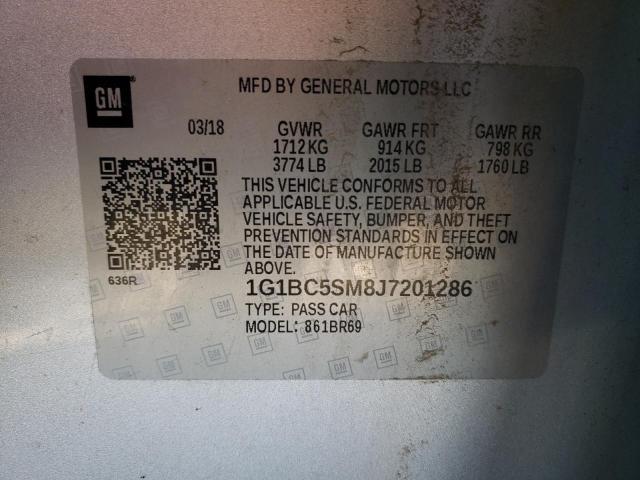 GM
MFD BY GENERAL MOTORS LLC
03/18 GVWR GAWR FRT GAWR RR
1712 KG 914 KG 798 KG
3774 LB 2015 LB 1760 LB
THIS VEHICLE CONFORMS TO ALL
APPLICABLE U.S. FEDERAL MOTOR
VEHICLE SAFETY, BUMPER, AND THEFT
PREVENTION STANDARDS IN EFFECT ON
THE DATE OF MANUFACTURE SHOWN
ABOVE.
636R
1G1BC5SM8J7201286
TYPE: PASS CAR
MODEL: 861BR69